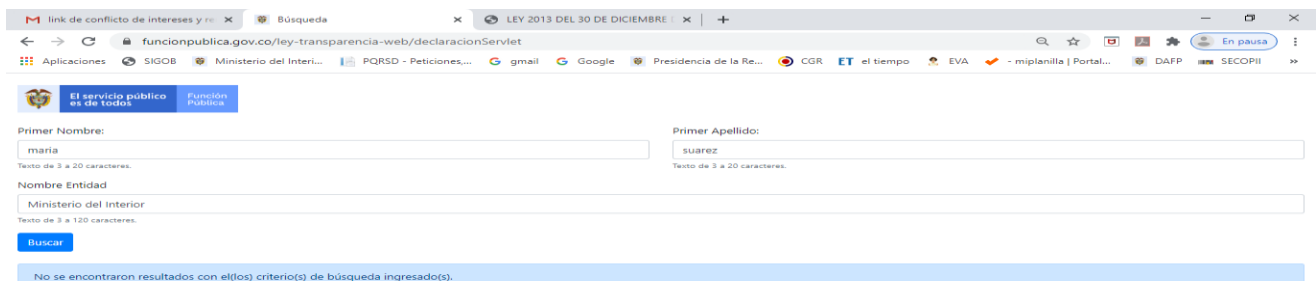 link de conflicto de intereses y re
Búsqueda
LEY 2013 DEL 30 DE DICIEMBRE
funcionpublica.gov.co/ley-transparencia-web/declaracionServlet
En pausa
Aplicaciones SIGOB Ministerio del Interi... PQRSD - Peticiones,... gmail Google Presidencia de la Re... CGR ET el tiempo EVA - miplanilla | Portal... DAFP SECOPII »
El servicio público
es de todos
Función
Pública
Primer Nombre: Primer Apellido:
maria suarez
Texto de 3 a 20 caracteres. Texto de 3 a 20 caracteres.
Nombre Entidad
Ministerio del Interior
Texto de 3 a 120 caracteres.
Buscar
No se encontraron resultados con el(los) criterio(s) de búsqueda ingresado(s).